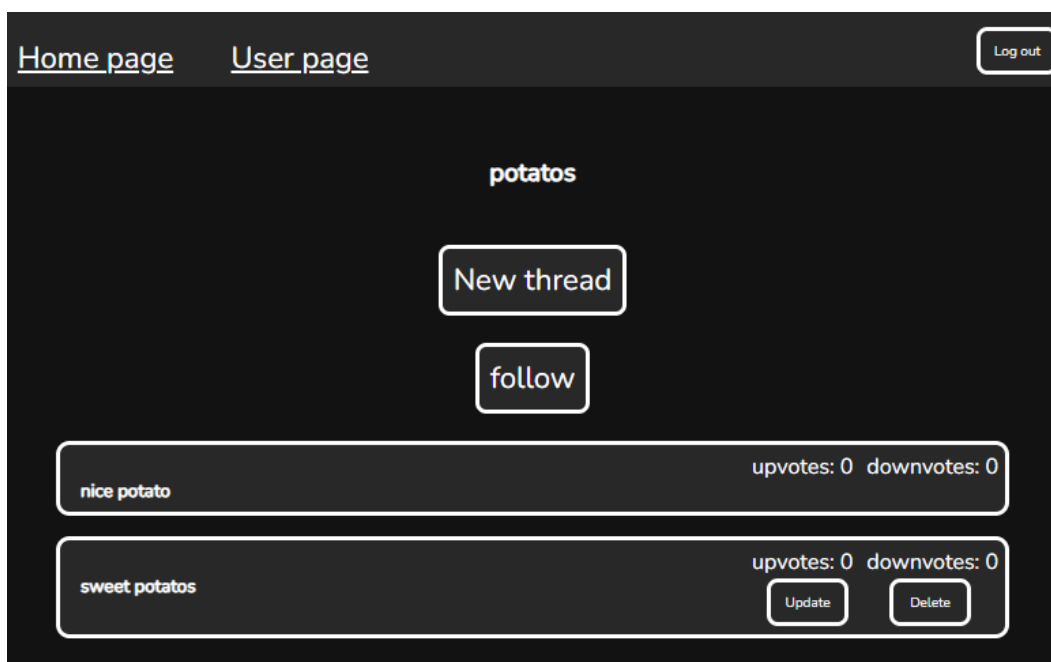 Home page User page Log out
potatos
New thread
follow
upvotes: 0 downvotes: 0
nice potato
upvotes: 0 downvotes: 0
sweet potatos
Update Delete